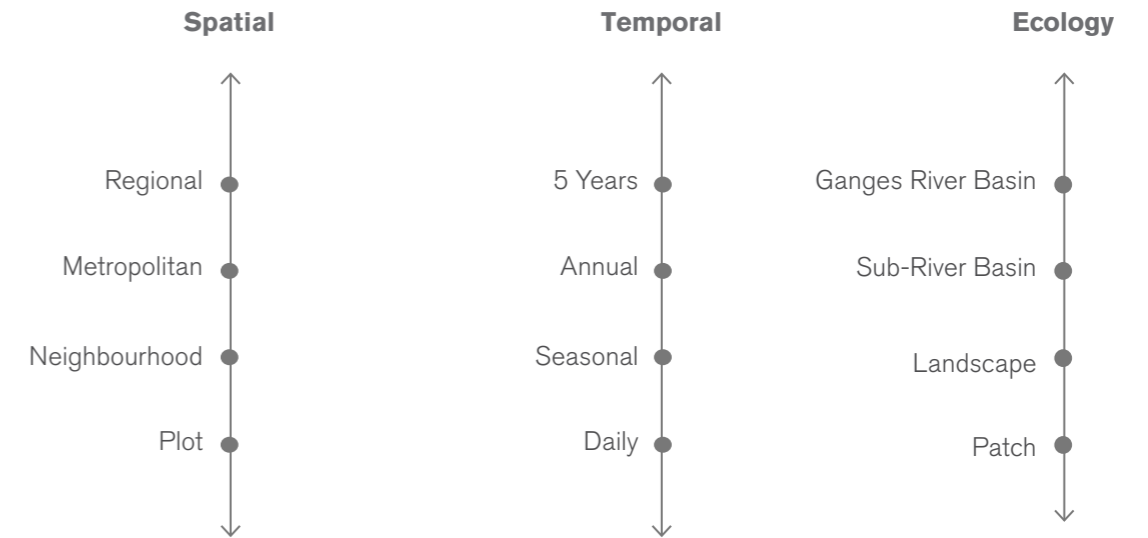 Spatial
Regional
Metropolitan
Neighbourhood
Plot
Temporal
5 Years
Annual
Seasonal
Daily
Ecology
Ganges River Basin
Sub-River Basin
Landscape
Patch